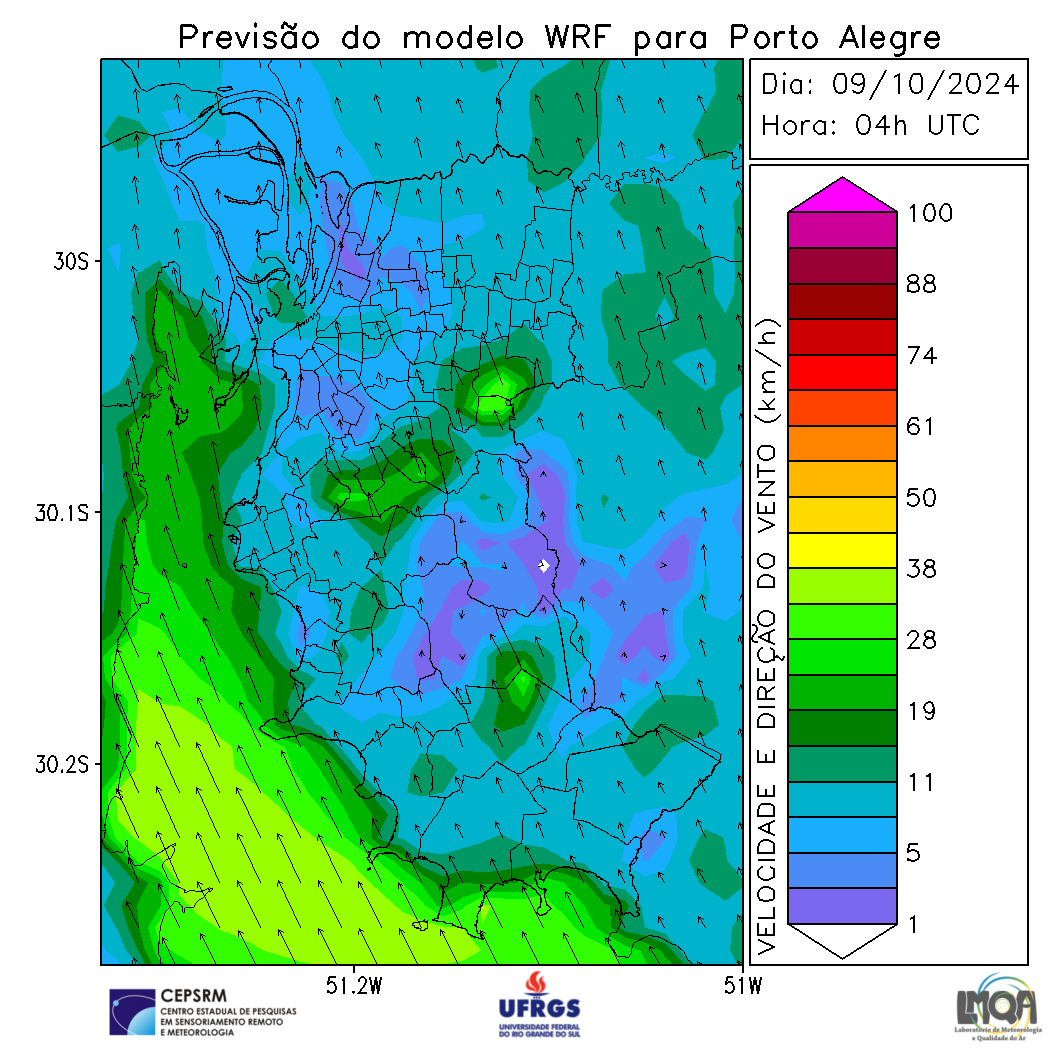 Previsão do modelo WRF para Porto Alegre
Dia: 09/10/2024
Hora: 04h UTC
30S
30.1S
30.2S
51.2W
51W
VELOCIDADE E DIREÇÃO DO VENTO (km/h)
100
88
74
61
50
38
28
19
11
5
1
CEPSRM
CENTRO ESTADUAL DE PESQUISAS
EM SENSORIAMENTO REMOTO
E METEOROLOGIA
UFRGS
UNIVERSIDADE FEDERAL
DO RIO GRANDE DO SUL
LMQA
Laboratório de Meteorologia
e Qualidade do Ar